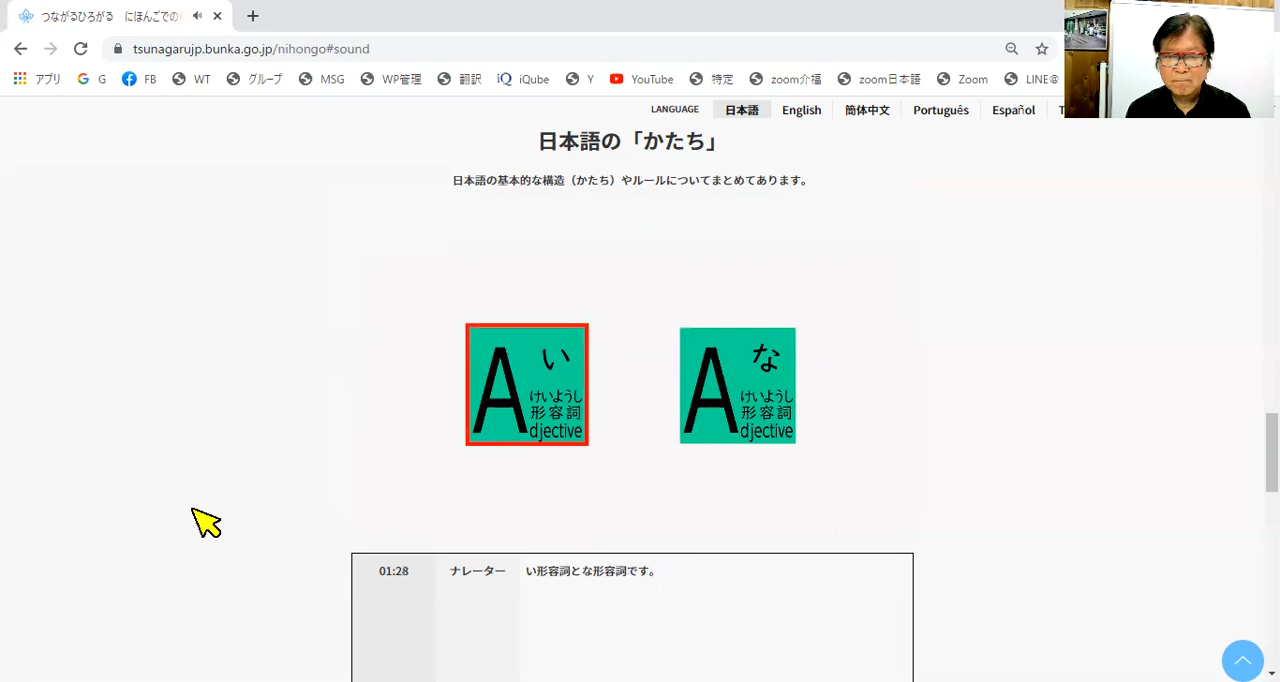 つながるひろがる　にほんごでの
tsunagarujp.bunka.go.jp/nihongo#sound
アプリ G FB WT グループ MSG WP管理 翻訳 iQube Y YouTube 特定 zoom介福 zoom日本語 Zoom LINE@
LANGUAGE 日本語 English 简体中文 Português Español T
日本語の「かたち」
日本語の基本的な構造（かたち）やルールについてまとめてあります。
A い けいようし 形容詞 djective
A な けいようし 形容詞 djective
01:28 ナレーター い形容詞とな形容詞です。